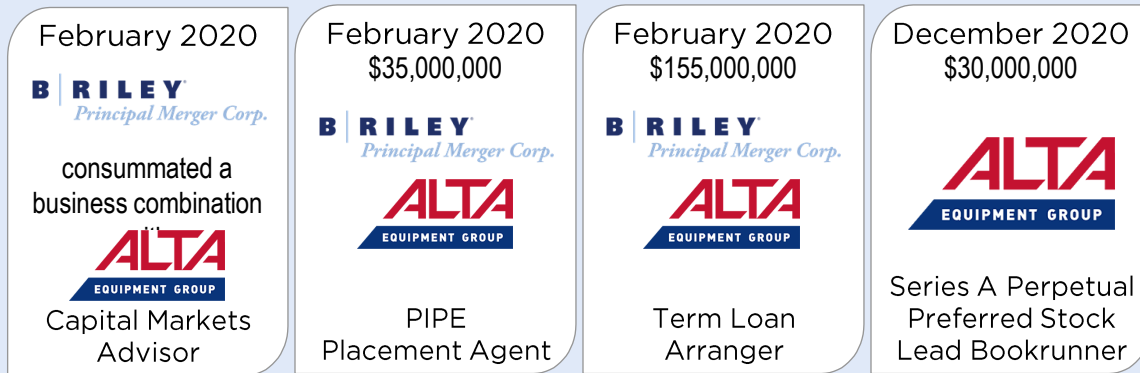 February 2020
B RILEY
Principal Merger Corp.
consummated a
business combination
ALTA
EQUIPMENT GROUP
Capital Markets
Advisor
February 2020
$35,000,000
B RILEY
Principal Merger Corp.
ALTA
EQUIPMENT GROUP
PIPE
Placement Agent
February 2020
$155,000,000
B RILEY
Principal Merger Corp.
ALTA
EQUIPMENT GROUP
Term Loan
Arranger
December 2020
$30,000,000
ALTA
EQUIPMENT GROUP
Series A Perpetual
Preferred Stock
Lead Bookrunner